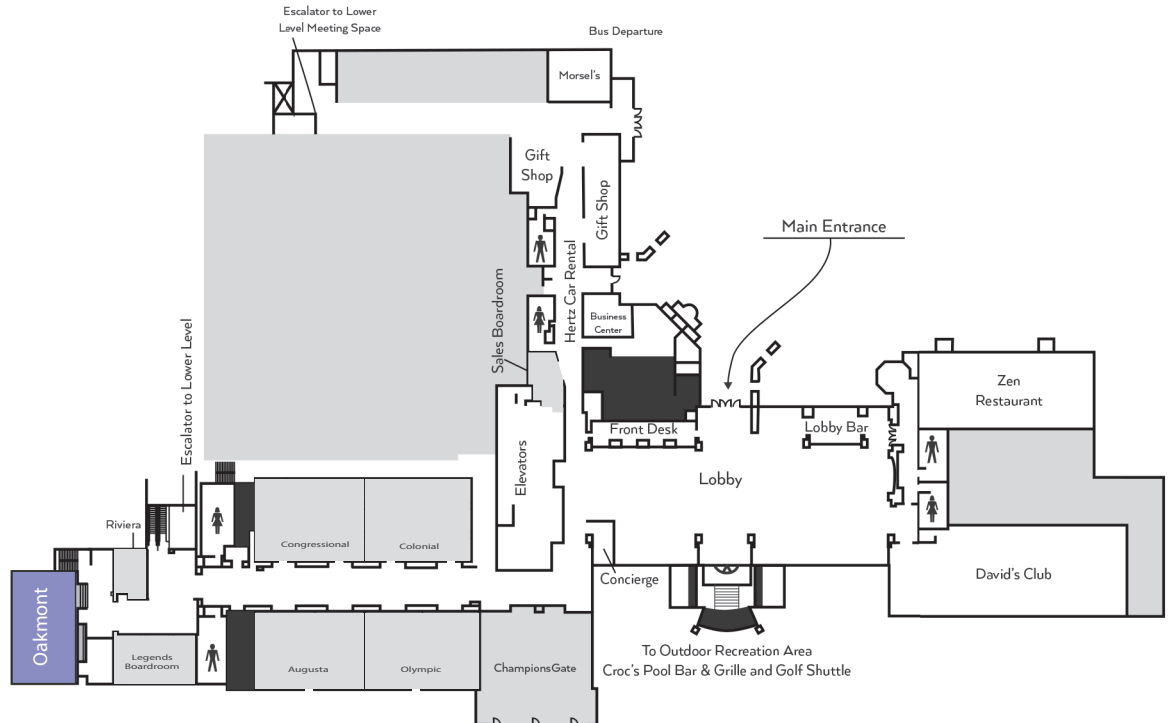 Escalator to Lower
Level Meeting Space
Bus Departure
Morsel's
Gift
Shop
Gift Shop
Main Entrance
Hertz Car Rental
Sales Boardroom
Business
Center
Escalator to Lower Level
Zen
Restaurant
Front Desk
Lobby Bar
Elevators
Lobby
Riviera
Congressional
Colonial
Concierge
David's Club
Oakmont
Legends
Boardroom
Augusta
Olympic
ChampionsGate
To Outdoor Recreation Area
Croc's Pool Bar & Grille and Golf Shuttle